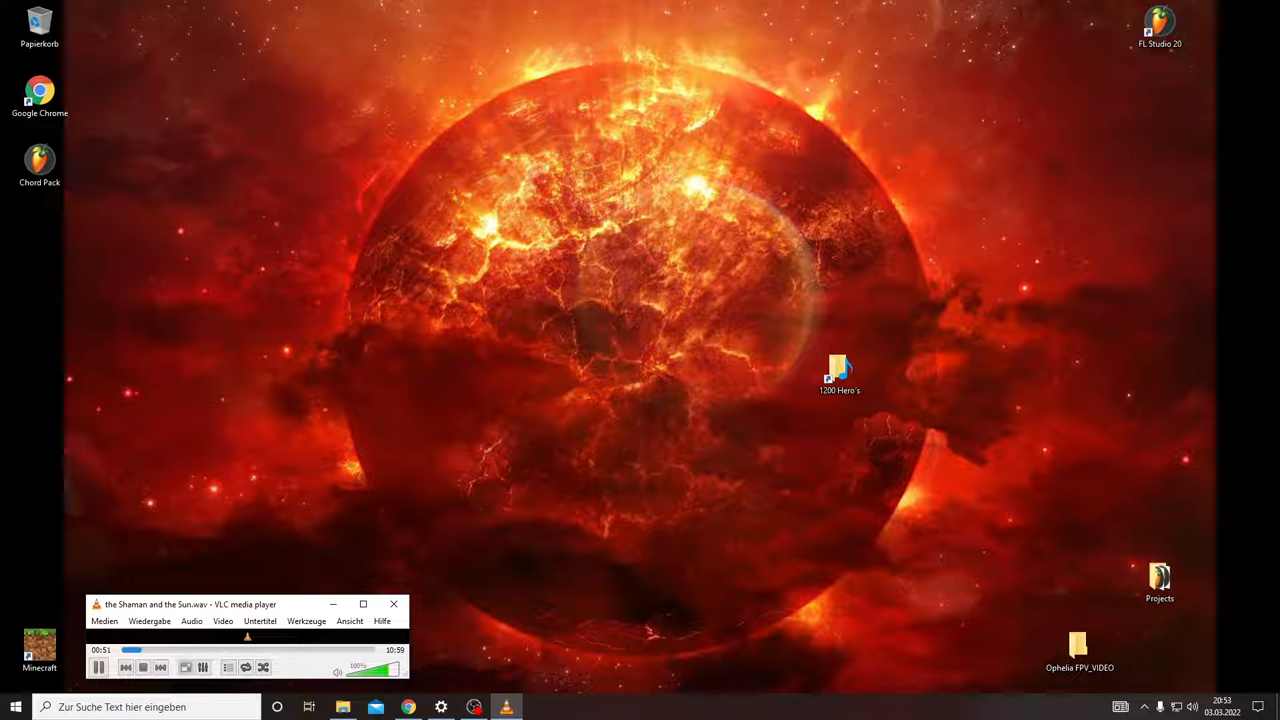 Papierkorb
FL Studio 20
Google Chrome
Chord Pack
1200 Hero's
Projects
Minecraft
Ophelia FPV_VIDEO
the Shaman and the Sun.wav - VLC media player
Medien Wiedergabe Audio Video Untertitel Werkzeuge Ansicht Hilfe
00:51 10:59
100%
Zur Suche Text hier eingeben
20:53
03.03.2022